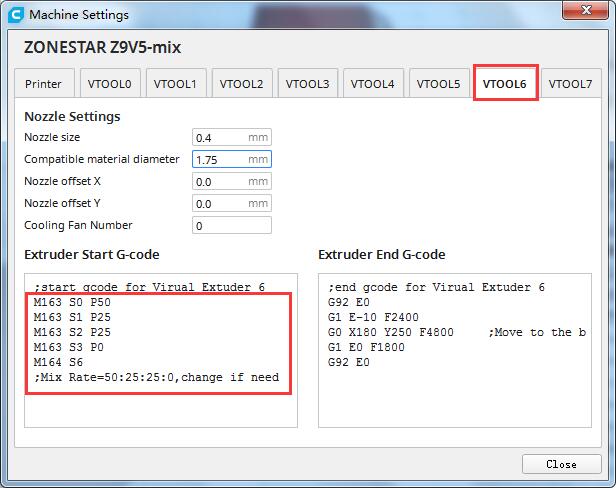 Machine Settings
ZONESTAR Z9V5-mix
Printer VTOOL0 VTOOL1 VTOOL2 VTOOL3 VTOOL4 VTOOL5 VTOOL6 VTOOL7
Nozzle Settings
Nozzle size 0.4 mm
Compatible material diameter 1.75 mm
Nozzle offset X 0.0 mm
Nozzle offset Y 0.0 mm
Cooling Fan Number 0
Extruder Start G-code
;start gcode for Virual Extuder 6
M163 S0 P50
M163 S1 P25
M163 S2 P25
M163 S3 P0
M164 S6
;Mix Rate=50:25:25:0,change if need
Extruder End G-code
;end gcode for Virual Extuder 6
G92 E0
G1 E-10 F2400
G0 X180 Y250 F4800 ;Move to the b
G1 E0 F1800
G92 E0
Close